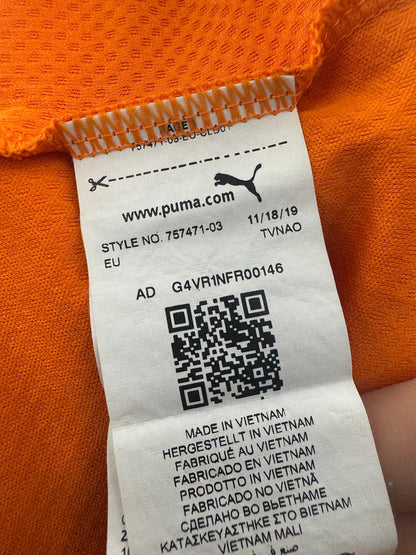 www.puma.com
STYLE NO. 757471-03 11/18/19
EU TVNAO
AD G4VR1NFR00146
MADE IN VIETNAM
HERGESTELLT IN VIETNAM
FABRIQUÉ AU VIETNAM
FABRICADO EN VIETNAM
PRODOTTO IN VIETNAM
FABRICADO NO VIETNÃ
СДЕЛАНО ВО ВЬЕТНАМЕ
ΚΑΤΑΣΚΕΥΑΣΤΗΚΕ ΣΤΟ ΒΙΕΤΝΑΜ
VIETNAM MALI